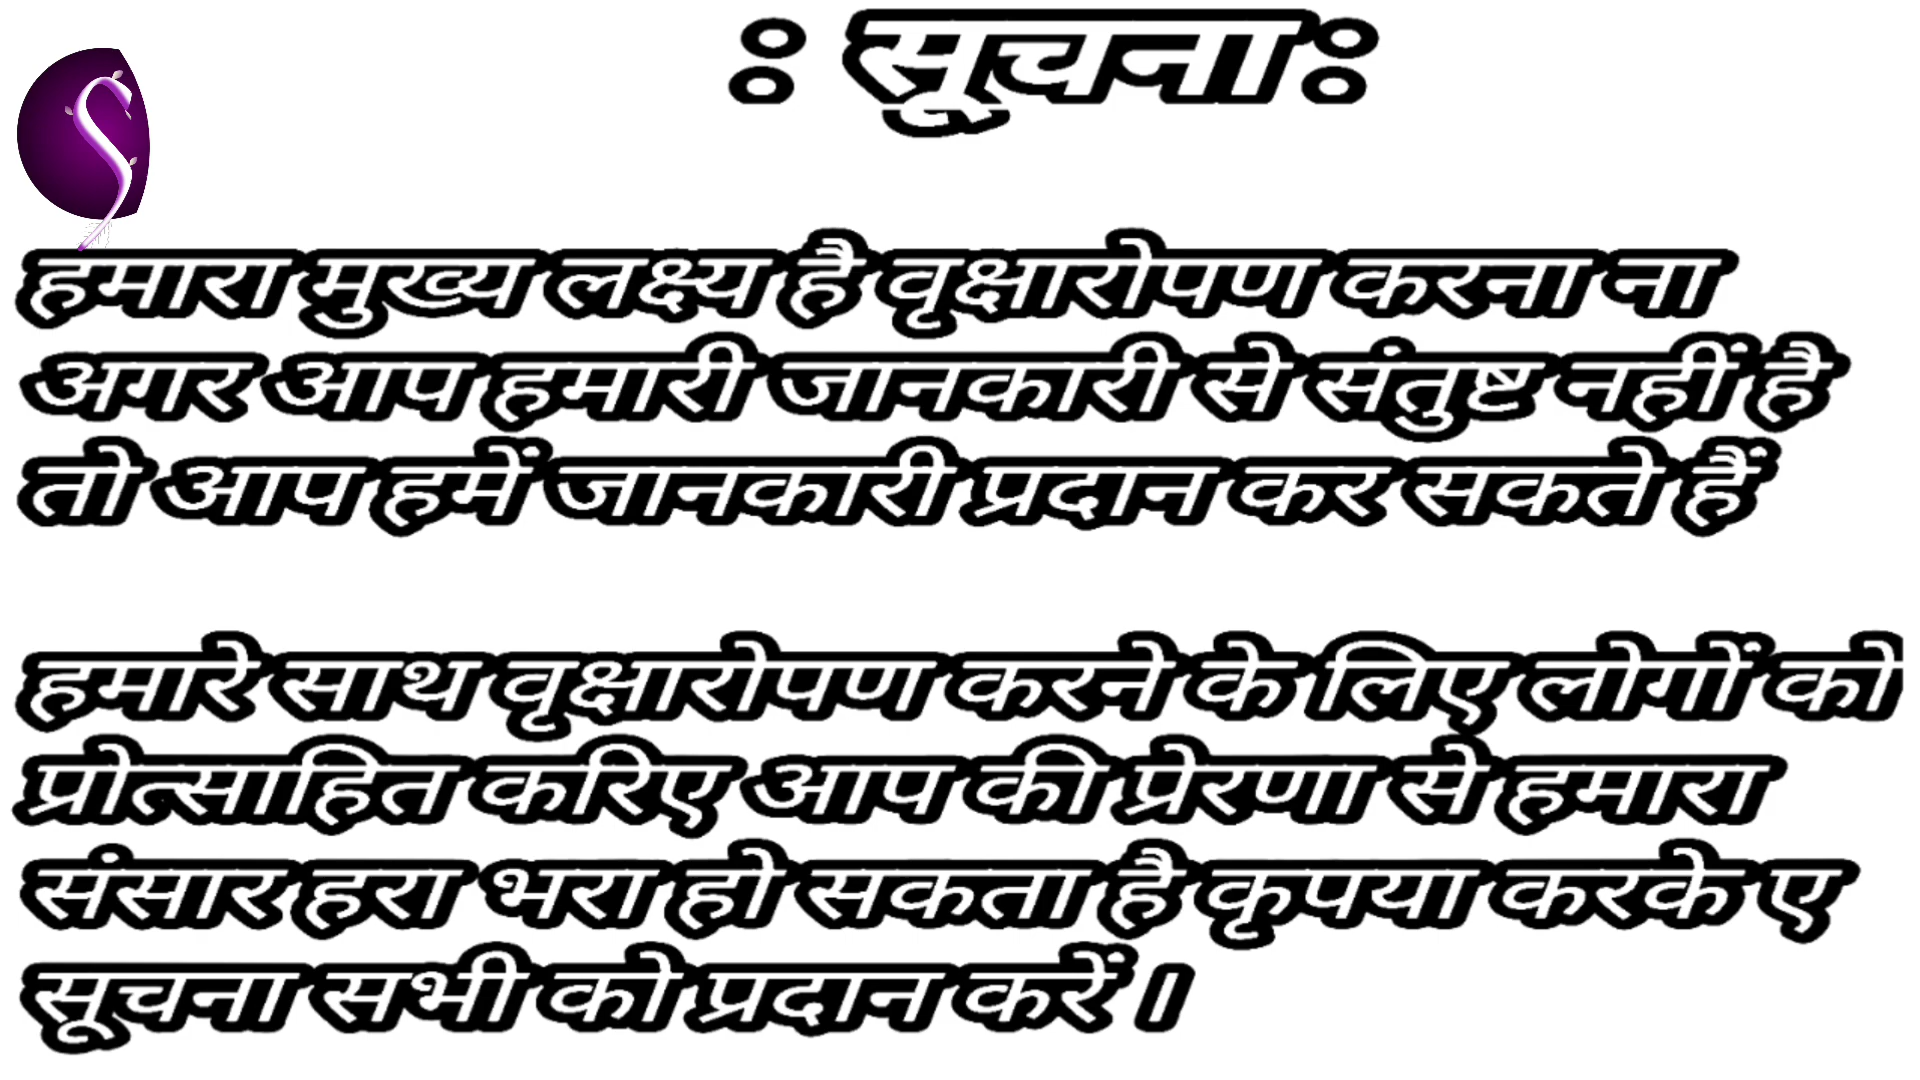 : सूचना:
हमारा मुख्य लक्ष्य है वृक्षारोपण करना ना
अगर आप हमारी जानकारी से संतुष्ट नहीं है
तो आप हमें जानकारी प्रदान कर सकते हैं
हमारे साथ वृक्षारोपण करने के लिए लोगों को
प्रोत्साहित करिए आप की प्रेरणा से हमारा
संसार हरा भरा हो सकता है कृपया करके ए
सूचना सभी को प्रदान करें ।